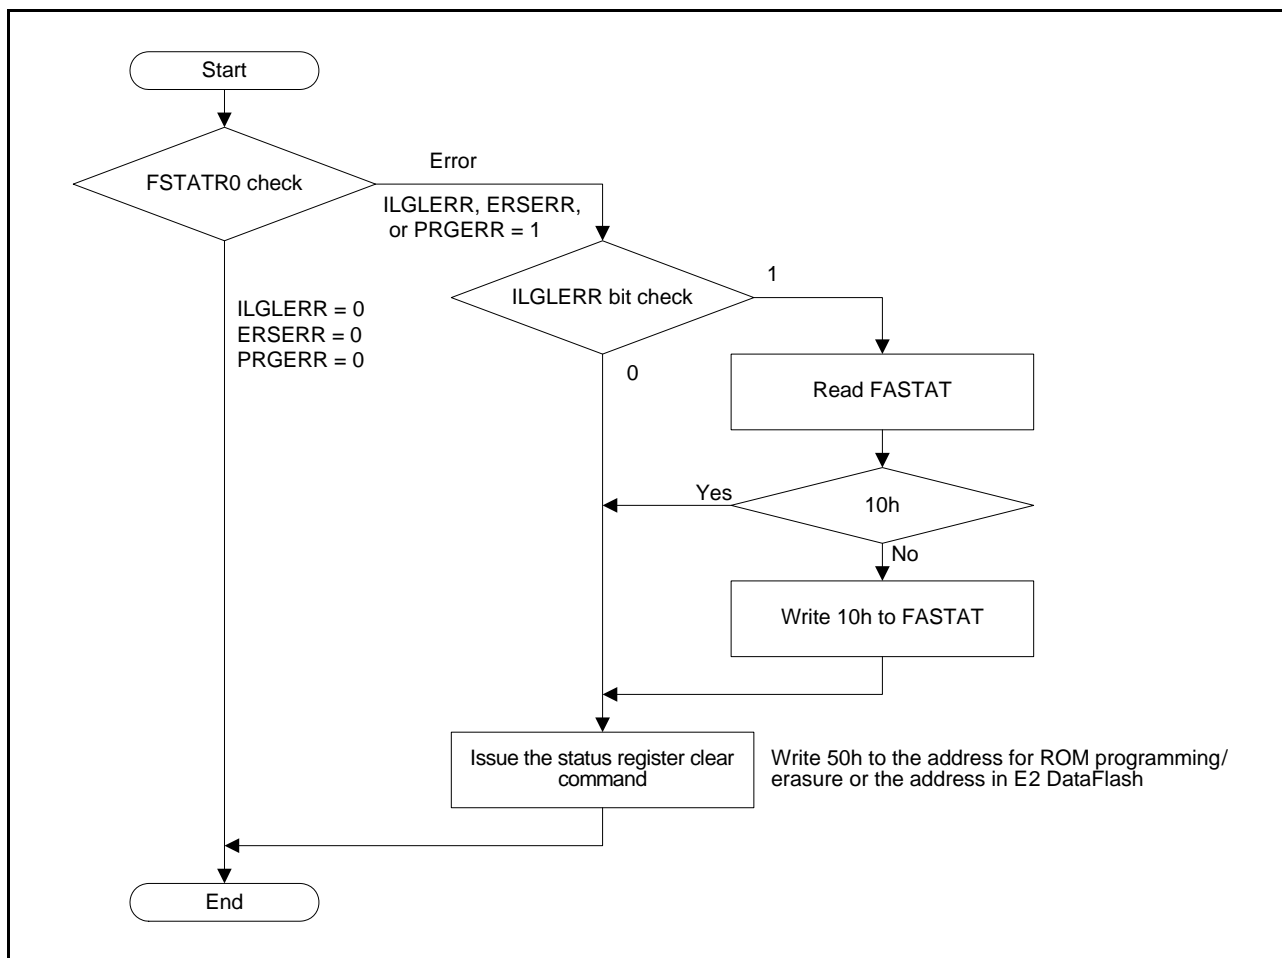 Start
FSTATR0 check
Error
ILGLERR, ERSERR,
or PRGERR = 1
ILGLERR = 0
ERSERR = 0
PRGERR = 0
ILGLERR bit check
1
0
Read FASTAT
10h
Yes
No
Write 10h to FASTAT
Issue the status register clear
command
Write 50h to the address for ROM programming/
erasure or the address in E2 DataFlash
End